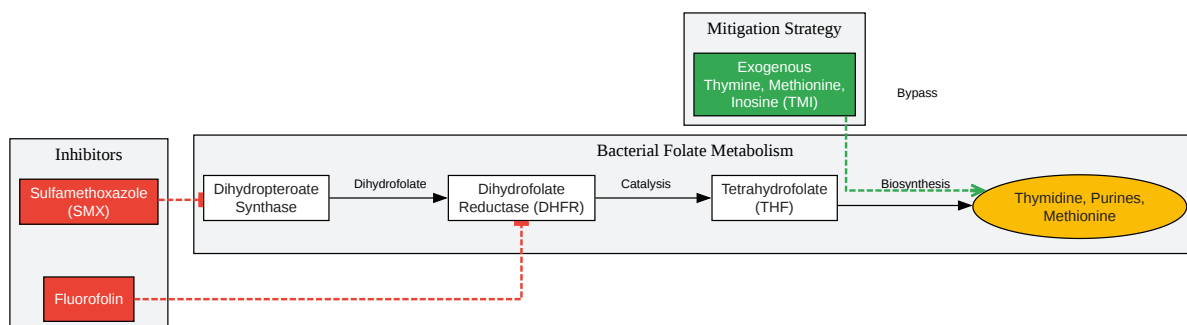 Mitigation Strategy
Exogenous
Thymine, Methionine,
Inosine (TMI)
Bypass
Inhibitors
Bacterial Folate Metabolism
Sulfamethoxazole
(SMX)
Dihydropteroate
Synthase
Dihydrofolate
Dihydrofolate
Reductase (DHFR)
Catalysis
Tetrahydrofolate
(THF)
Biosynthesis
Thymidine, Purines,
Methionine
Fluorofolin